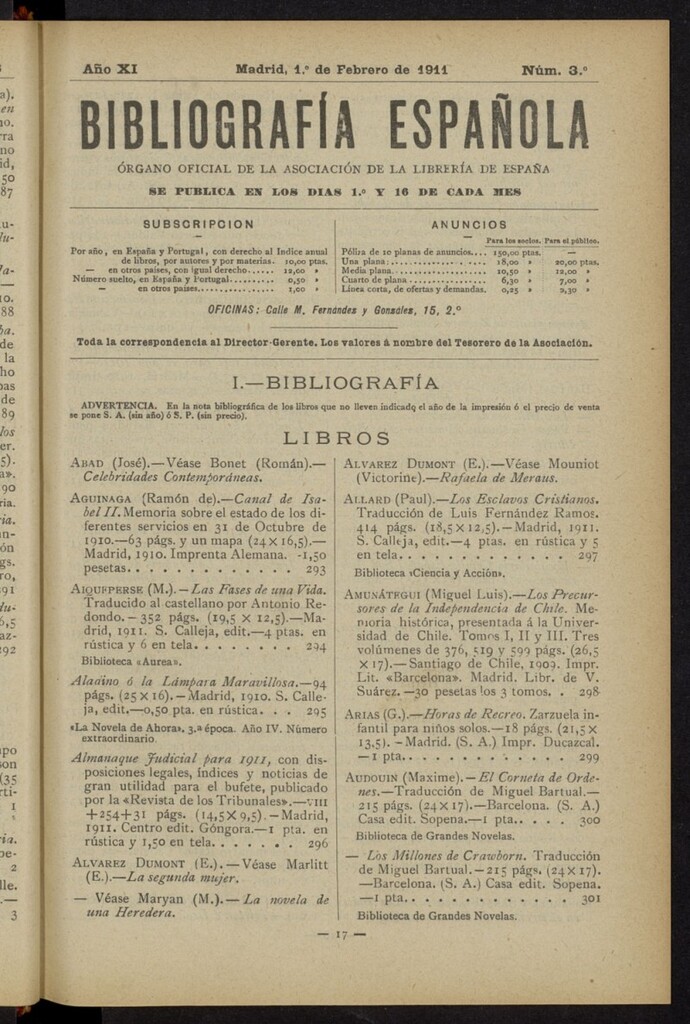 Año XI
Madrid, 1.º de Febrero de 1911
Núm. 3.º
BIBLIOGRAFÍA ESPAÑOLA
ÓRGANO OFICIAL DE LA ASOCIACIÓN DE LA LIBRERÍA DE ESPAÑA
SE PUBLICA EN LOS DIAS 1.º Y 16 DE CADA MES
SUBSCRIPCION
Por año, en España y Portugal, con derecho al Indice anual
de libros, por autores y por materias. 10,00 ptas.
— en otros países, con igual derecho...... 12,00 »
Número suelto, en España y Portugal.......... 0,50 »
— en otros países................ 1,00 »
ANUNCIOS
Para los socios. Para el público.
Póliza de 10 planas de anuncios.... 150,00 ptas. —
Una plana:..................... 18,00 » 20,00 ptas.
Media plana..................... 10,50 » 12,00 »
Cuarto de plana.................. 6,30 » 7,00 »
Línea corta, de ofertas y demandas. 0,25 » 0,30 »
OFICINAS: Calle M. Fernández y González, 15, 2.º
Toda la correspondencia al Director-Gerente. Los valores á nombre del Tesorero de la Asociación.
I.—BIBLIOGRAFÍA
ADVERTENCIA. En la nota bibliográfica de los libros que no lleven indicado el año de la impresión ó el precio de venta
se pone S. A. (sin año) ó S. P. (sin precio).
LIBROS
ABAD (José).—Véase Bonet (Román).—
Celebridades Contemporáneas.
AGUINAGA (Ramón de).—Canal de Isa-
bel II. Memoria sobre el estado de los di-
ferentes servicios en 31 de Octubre de
1910.—63 págs. y un mapa (24 × 16,5).—
Madrid, 1910. Imprenta Alemana. -1,50
pesetas. . . . . . . . . . . . . 293
AIQUEPERSE (M.).—Las Fases de una Vida.
Traducido al castellano por Antonio Re-
dondo.— 352 págs. (19,5 × 12,5).—Ma-
drid, 1911. S. Calleja, edit.—4 ptas. en
rústica y 6 en tela. . . . . . . . 294
Biblioteca «Aurea».
Aladino ó la Lámpara Maravillosa.—94
págs. (25 × 16).—Madrid, 1910. S. Calle-
ja, edit.—0,50 pta. en rústica. . . 295
«La Novela de Ahora». 3.ª época. Año IV. Número
extraordinario.
Almanaque Judicial para 1911, con dis-
posiciones legales, índices y noticias de
gran utilidad para el bufete, publicado
por la «Revista de los Tribunales».—VIII
+254+31 págs. (14,5 × 9,5).—Madrid,
1911. Centro edit. Góngora.—1 pta. en
rústica y 1,50 en tela. . . . . . . 296
ALVAREZ DUMONT (E.).—Véase Marlitt
(E.).—La segunda mujer.
— Véase Maryan (M.).—La novela de
una Heredera.
ALVAREZ DUMONT (E.).—Véase Mouniot
(Victorine).—Rafaela de Meraus.
ALLARD (Paul).—Los Esclavos Cristianos.
Traducción de Luis Fernández Ramos.
414 págs. (18,5 × 12,5).—Madrid, 1911.
S. Calleja, edit.—4 ptas. en rústica y 5
en tela. . . . . . . . . . . . . 297
Biblioteca «Ciencia y Acción».
AMUNÁTEGUI (Miguel Luis).—Los Precur-
sores de la Independencia de Chile. Me-
moria histórica, presentada á la Univer-
sidad de Chile. Tomos I, II y III. Tres
volúmenes de 376, 519 y 599 págs. (26,5
× 17).—Santiago de Chile, 1909. Impr.
Lit. «Barcelona». Madrid. Libr. de V.
Suárez.—30 pesetas los 3 tomos. . 298
ARIAS (G.).—Horas de Recreo. Zarzuela in-
fantil para niños solos.—18 págs. (21,5 ×
13,5).—Madrid. (S. A.) Impr. Ducazcal.
—1 pta. . . . . . . . . . . . . 299
AUDOUIN (Maxime).—El Corneta de Orde-
nes.—Traducción de Miguel Bartual.—
215 págs. (24 × 17).—Barcelona. (S. A.)
Casa edit. Sopena.—1 pta. . . . . 300
Biblioteca de Grandes Novelas.
— Los Millones de Crawborn. Traducción
de Miguel Bartual.—215 págs. (24 × 17).
—Barcelona. (S. A.) Casa edit. Sopena.
—1 pta. . . . . . . . . . . . . 301
Biblioteca de Grandes Novelas.
— 17 —